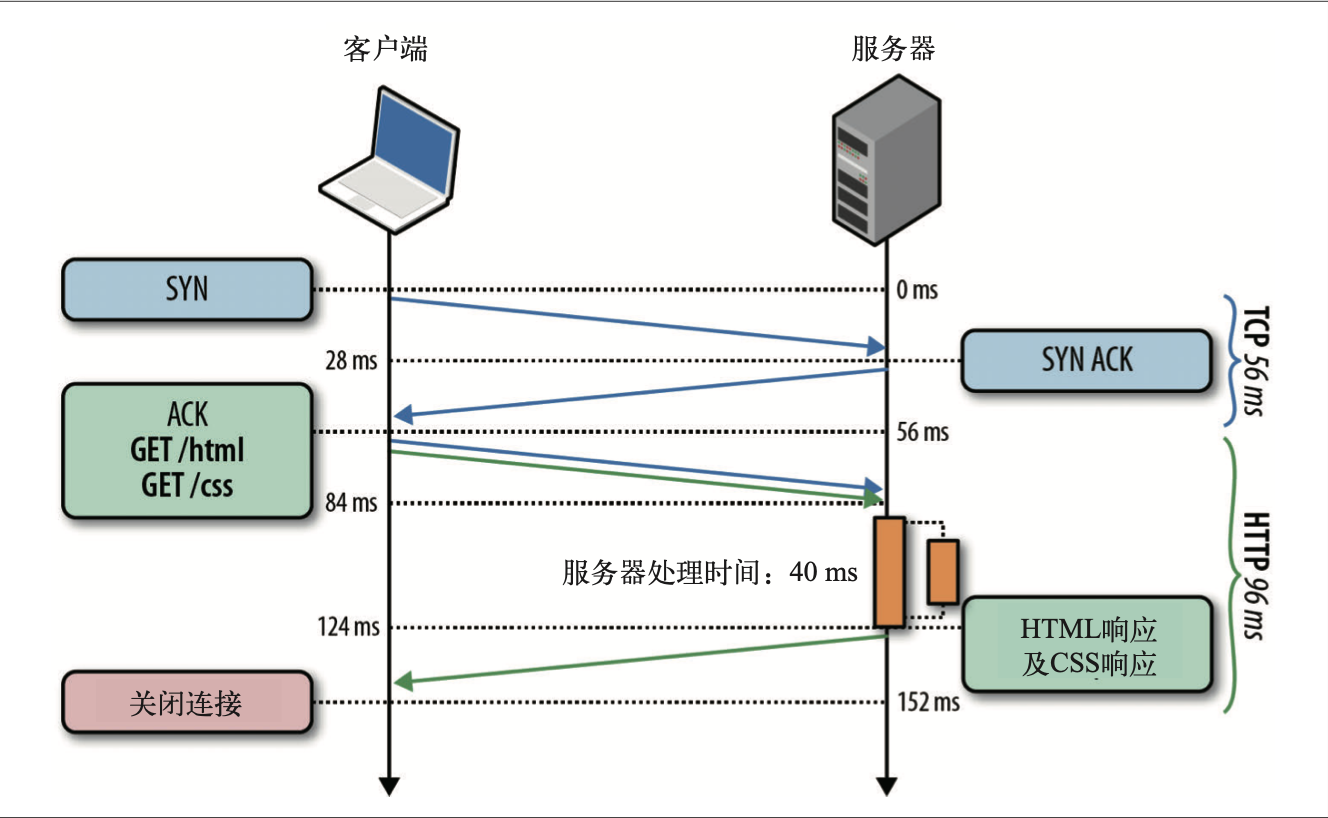 客户端
服务器
SYN
0 ms
28 ms
SYN ACK
TCP 56 ms
ACK
GET /html
GET /css
56 ms
84 ms
服务器处理时间：40 ms
HTTP 96 ms
124 ms
HTML响应
及CSS响应
关闭连接
152 ms